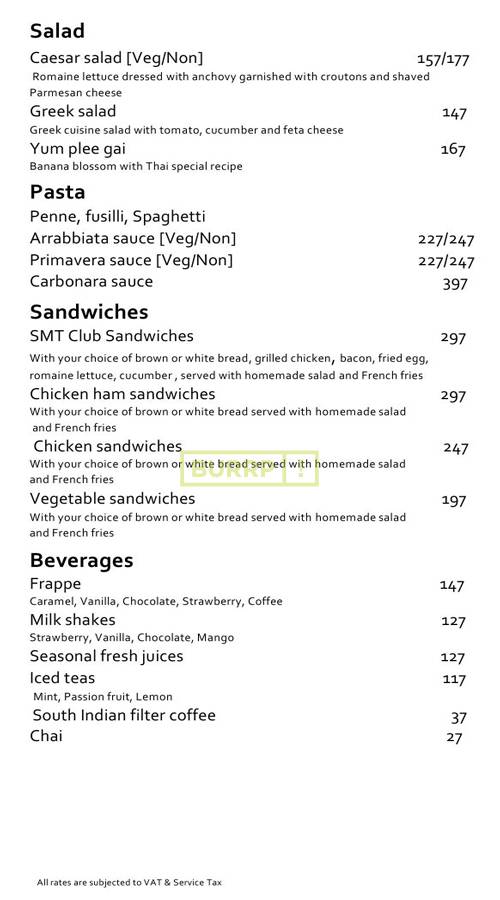 Salad
Caesar salad [Veg/Non] 157/177
Romaine lettuce dressed with anchovy garnished with croutons and shaved
Parmesan cheese
Greek salad 147
Greek cuisine salad with tomato, cucumber and feta cheese
Yum plee gai 167
Banana blossom with Thai special recipe
Pasta
Penne, fusilli, Spaghetti
Arrabbiata sauce [Veg/Non] 227/247
Primavera sauce [Veg/Non] 227/247
Carbonara sauce 397
Sandwiches
SMT Club Sandwiches 297
With your choice of brown or white bread, grilled chicken, bacon, fried egg,
romaine lettuce, cucumber , served with homemade salad and French fries
Chicken ham sandwiches 297
With your choice of brown or white bread served with homemade salad
and French fries
Chicken sandwiches 247
With your choice of brown or white bread served with homemade salad
and French fries
BURRP !
Vegetable sandwiches 197
With your choice of brown or white bread served with homemade salad
and French fries
Beverages
Frappe 147
Caramel, Vanilla, Chocolate, Strawberry, Coffee
Milk shakes 127
Strawberry, Vanilla, Chocolate, Mango
Seasonal fresh juices 127
Iced teas 117
Mint, Passion fruit, Lemon
South Indian filter coffee 37
Chai 27
All rates are subjected to VAT & Service Tax